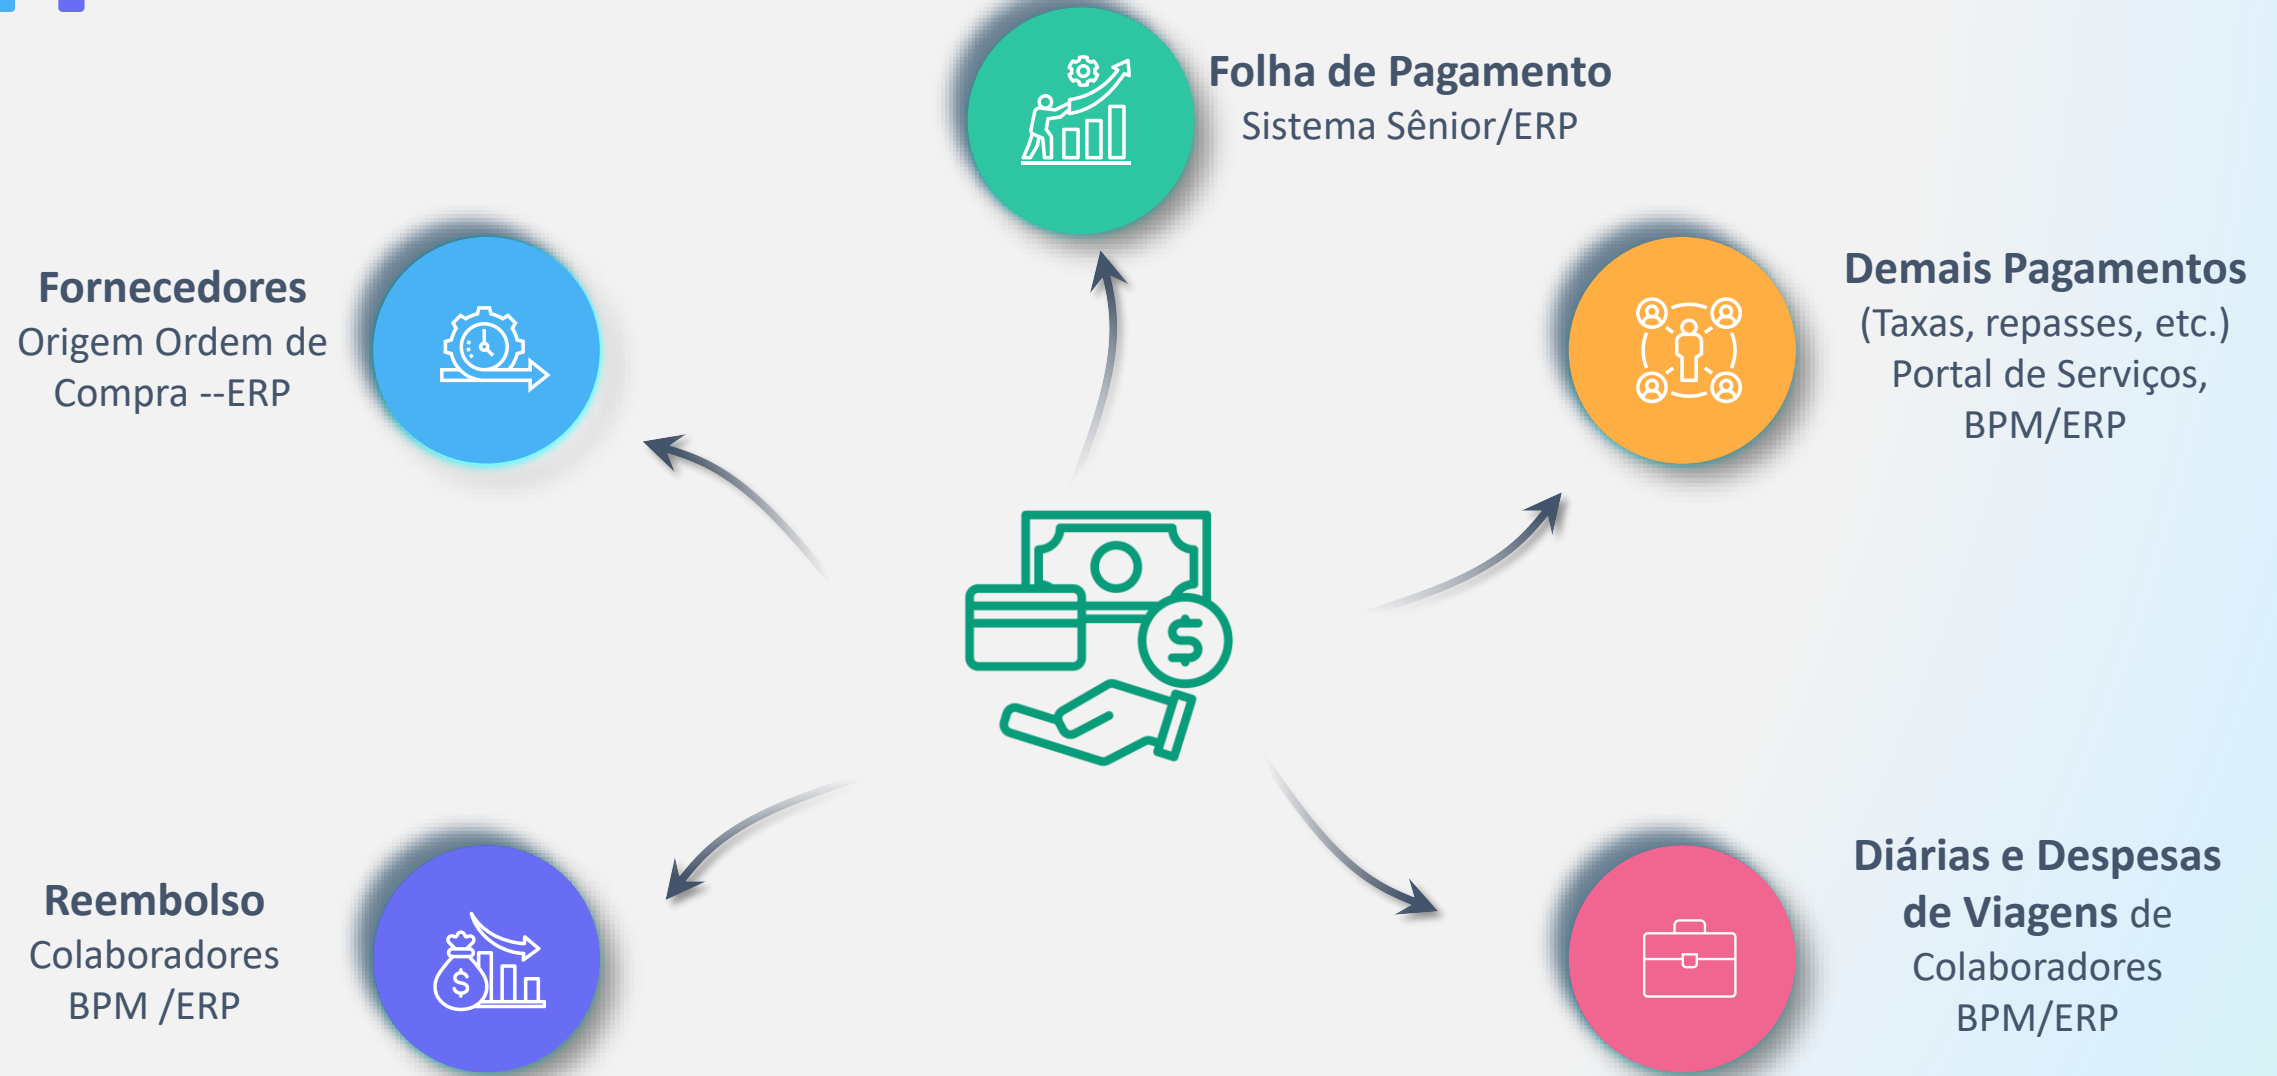 Folha de Pagamento
Sistema Sênior/ERP
Fornecedores
Origem Ordem de
Compra --ERP
Demais Pagamentos
(Taxas, repasses, etc.)
Portal de Serviços,
BPM/ERP
$
Reembolso
Colaboradores
BPM /ERP
$
Diárias e Despesas
de Viagens de
Colaboradores
BPM/ERP